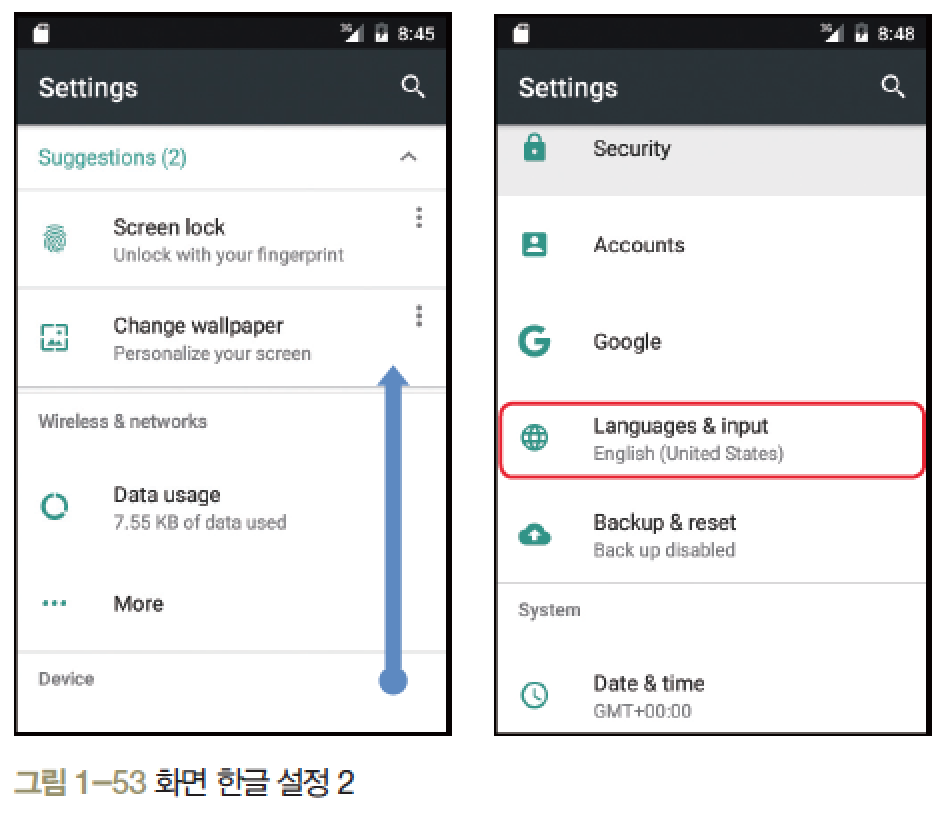 3G 8:45
Settings
Suggestions (2)
Screen lock
Unlock with your fingerprint
Change wallpaper
Personalize your screen
Wireless & networks
Data usage
7.55 KB of data used
More
Device
3G 8:48
Settings
Security
Accounts
Google
Languages & input
English (United States)
Backup & reset
Back up disabled
System
Date & time
GMT+00:00
그림 1-53 화면 한글 설정 2